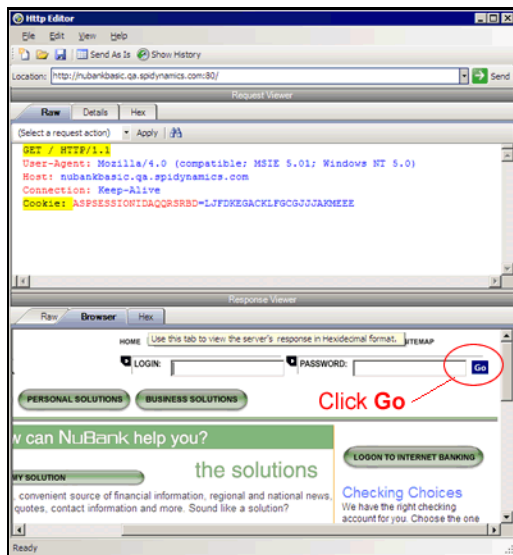 Http Editor
File Edit View Help
Send As Is Show History
Location: http://nubankbasic.qa.spidynamics.com:80/ Send
Request Viewer
Raw Details Hex
(Select a request action) Apply
GET / HTTP/1.1
User-Agent: Mozilla/4.0 (compatible; MSIE 5.01; Windows NT 5.0)
Host: nubankbasic.qa.spidynamics.com
Connection: Keep-Alive
Cookie: ASPSESSIONIDAQQRSRBD=LJFDKEGACKLFGCGJJJAKMEEE
Response Viewer
Raw Browser Hex
HOME Use this tab to view the server's response in Hexidecimal format. ITEMAP
LOGIN: PASSWORD: Go
PERSONAL SOLUTIONS BUSINESS SOLUTIONS
Click Go
w can NuBank help you?
LOGON TO INTERNET BANKING
the solutions
MY SOLUTION
, convenient source of financial information, regional and national news,
quotes, contact information and more. Sound like a solution?
Checking Choices
We have the right checking
account for you. Choose the one
Ready